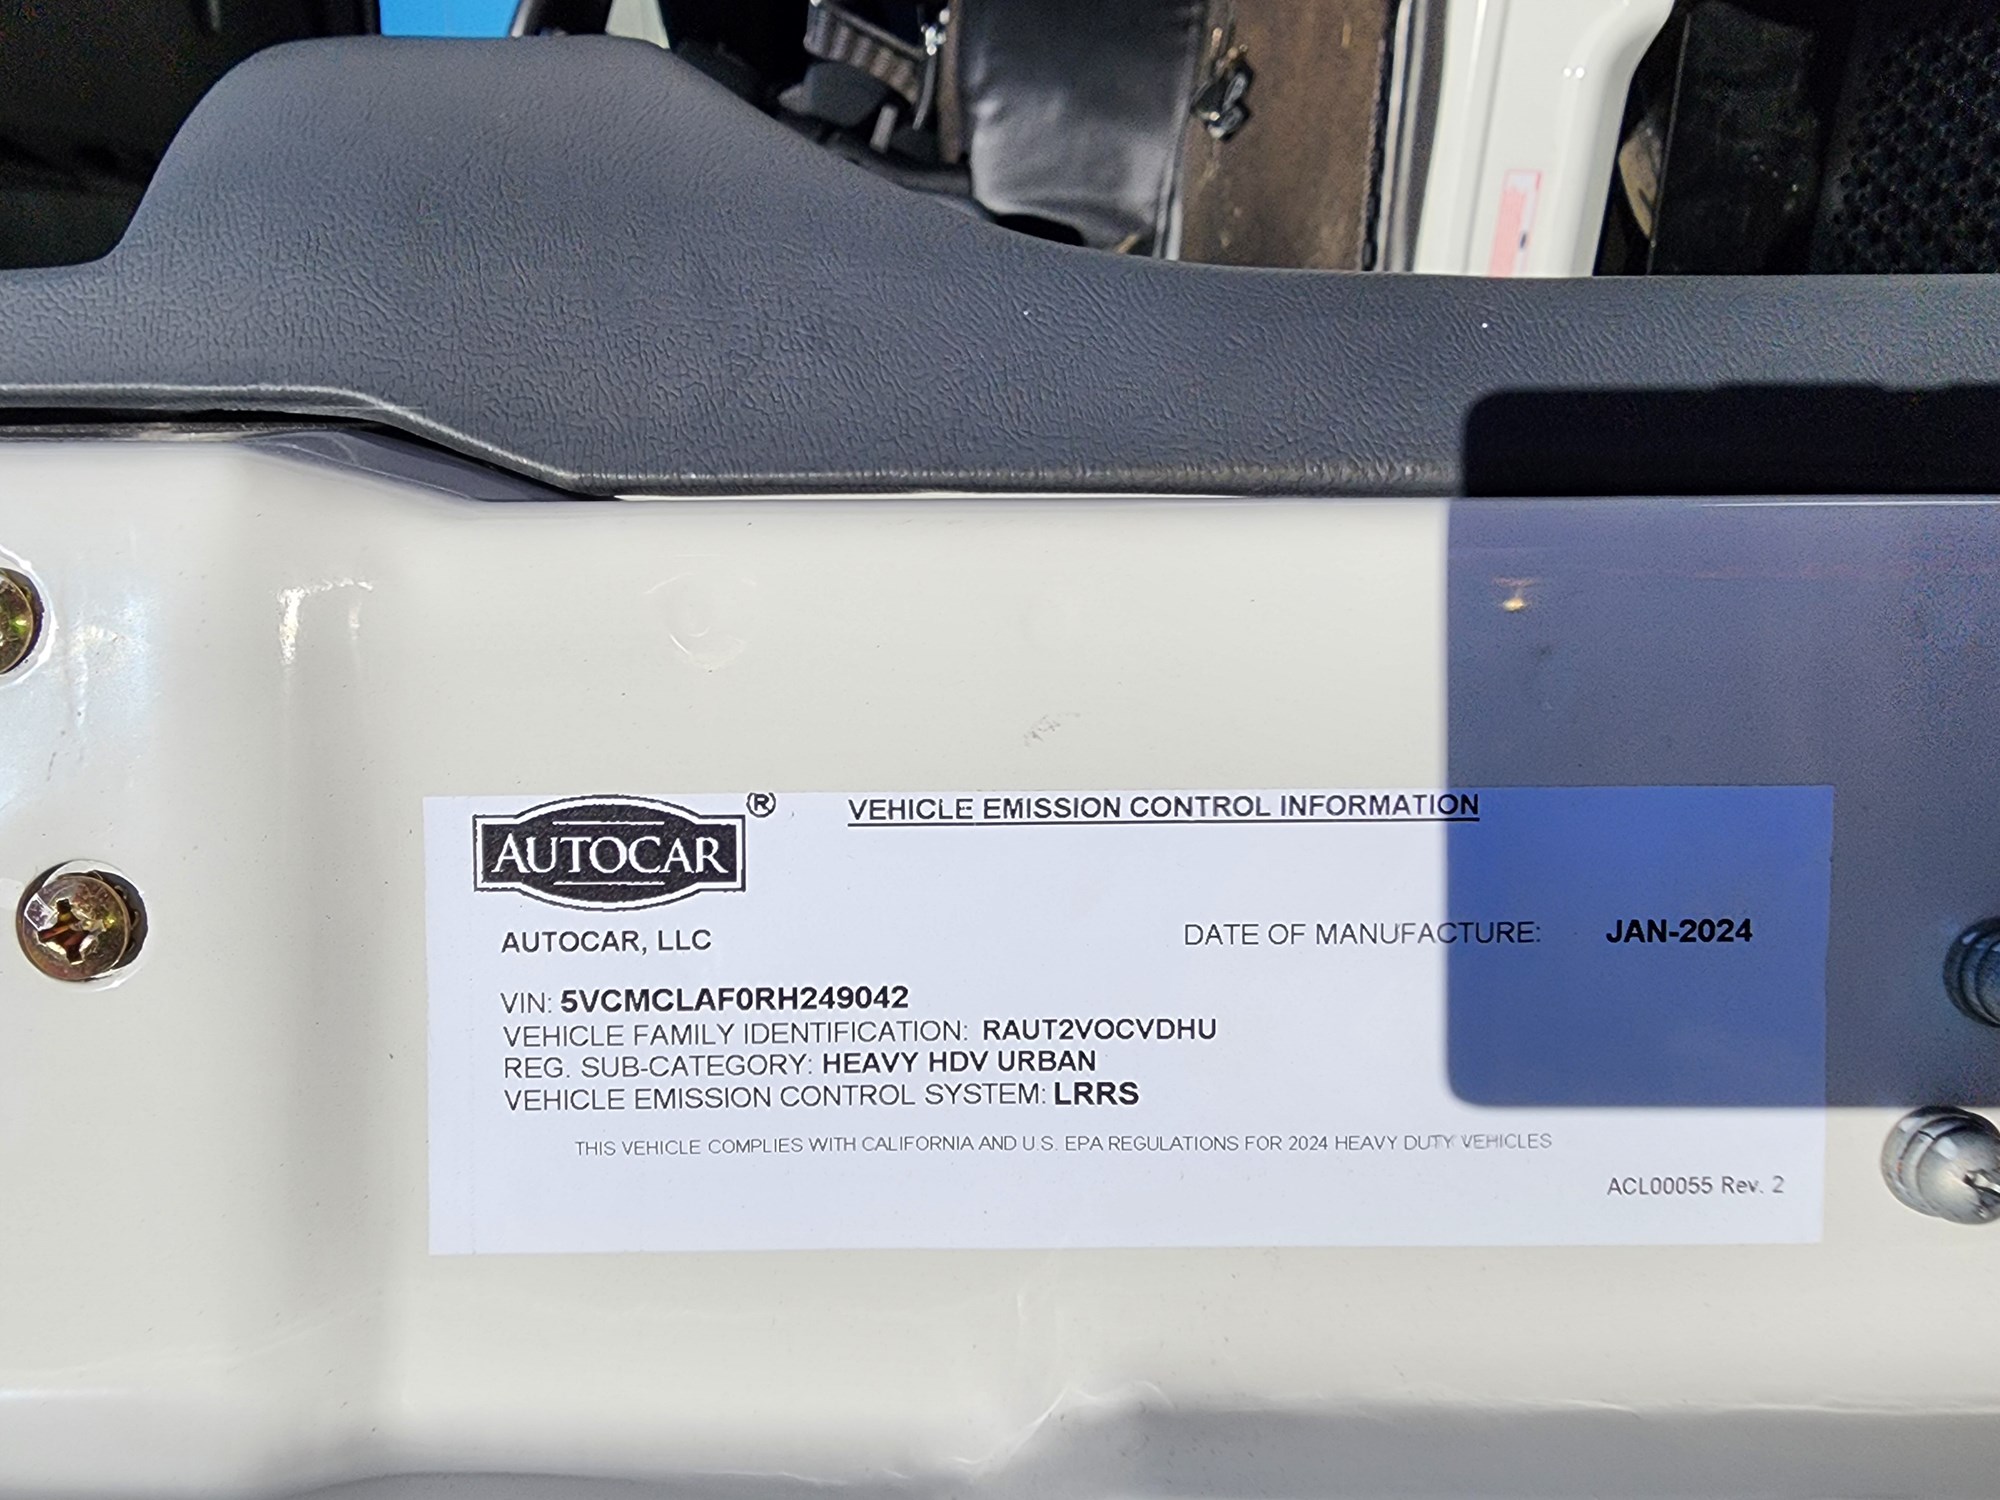 AUTOCAR ®
VEHICLE EMISSION CONTROL INFORMATION
AUTOCAR, LLC
DATE OF MANUFACTURE: JAN-2024
VIN: 5VCMCLAF0RH249042
VEHICLE FAMILY IDENTIFICATION: RAUT2VOCVDHU
REG. SUB-CATEGORY: HEAVY HDV URBAN
VEHICLE EMISSION CONTROL SYSTEM: LRRS
THIS VEHICLE COMPLIES WITH CALIFORNIA AND U.S. EPA REGULATIONS FOR 2024 HEAVY DUTY VEHICLES
ACL00055 Rev. 2